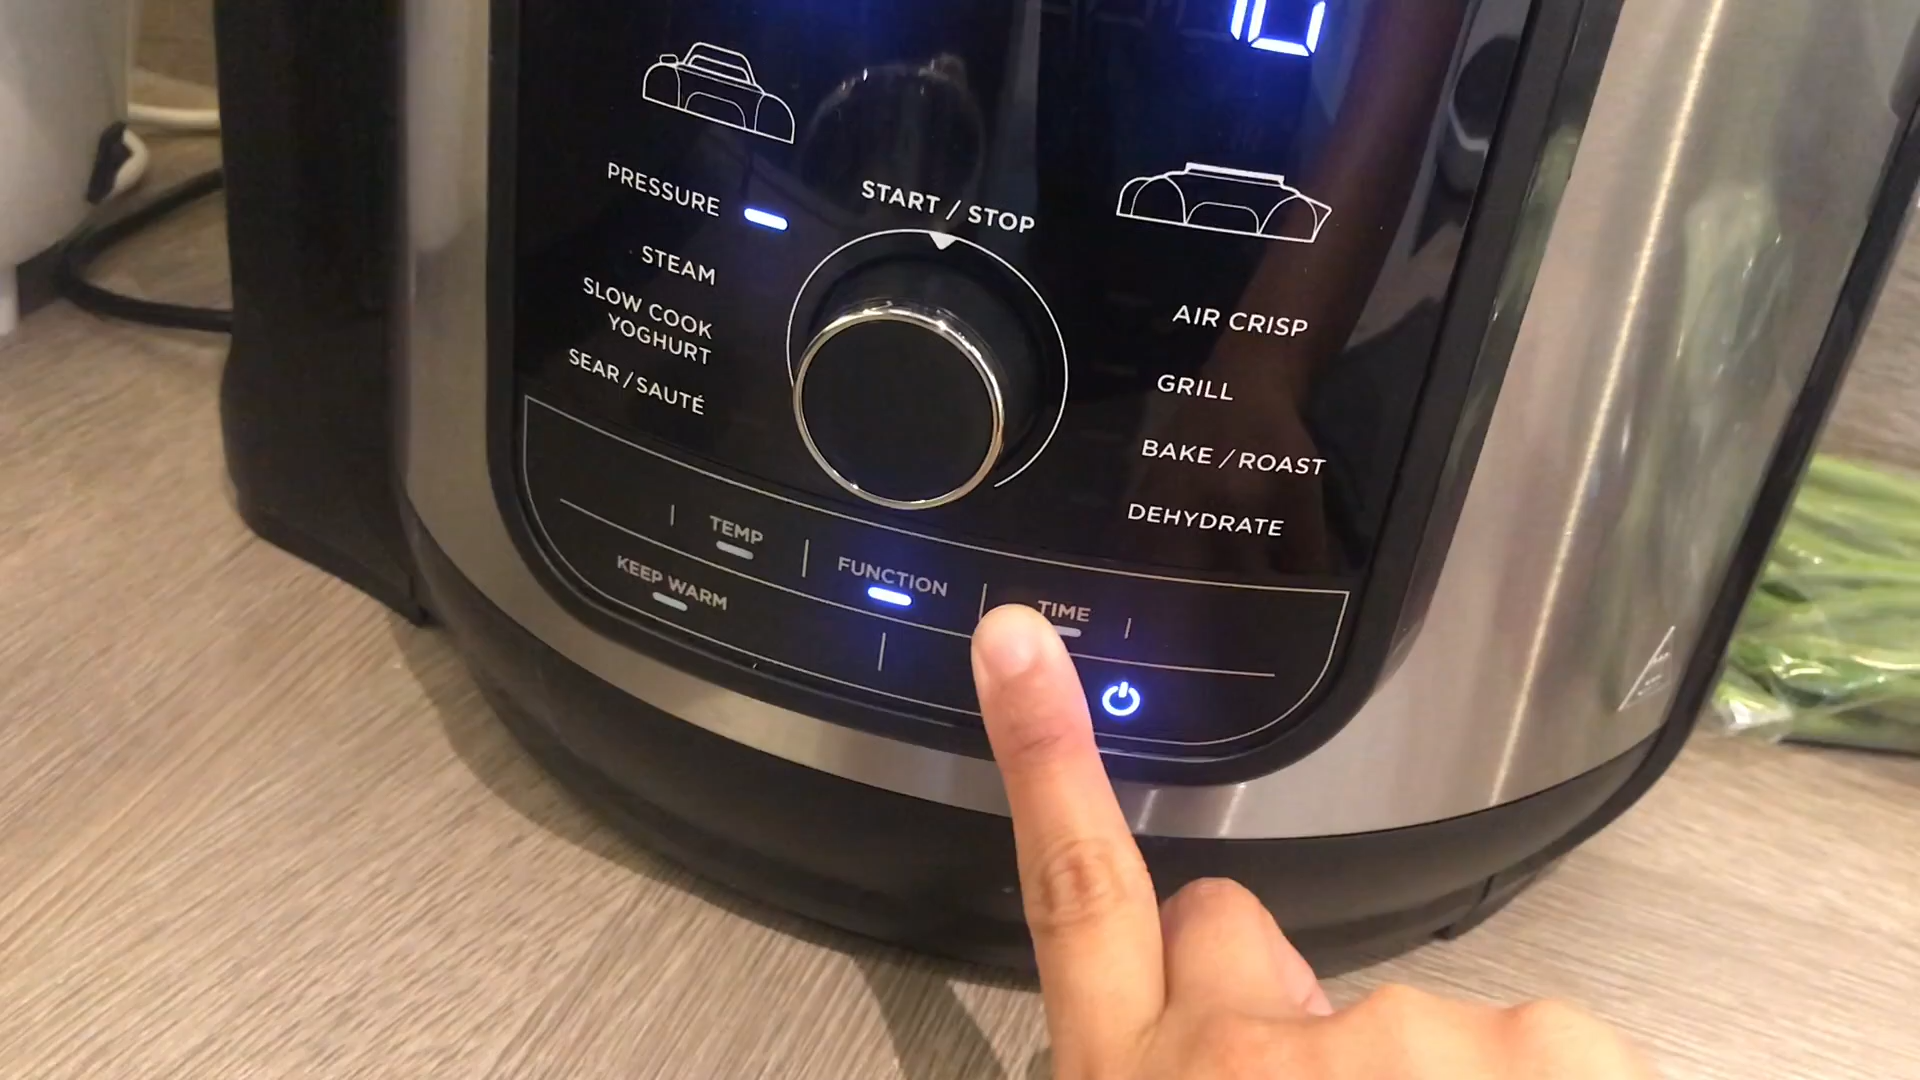 10
PRESSURE
START / STOP
STEAM
SLOW COOK
YOGHURT
SEAR / SAUTÉ
AIR CRISP
GRILL
BAKE / ROAST
DEHYDRATE
TEMP
FUNCTION
TIME
KEEP WARM